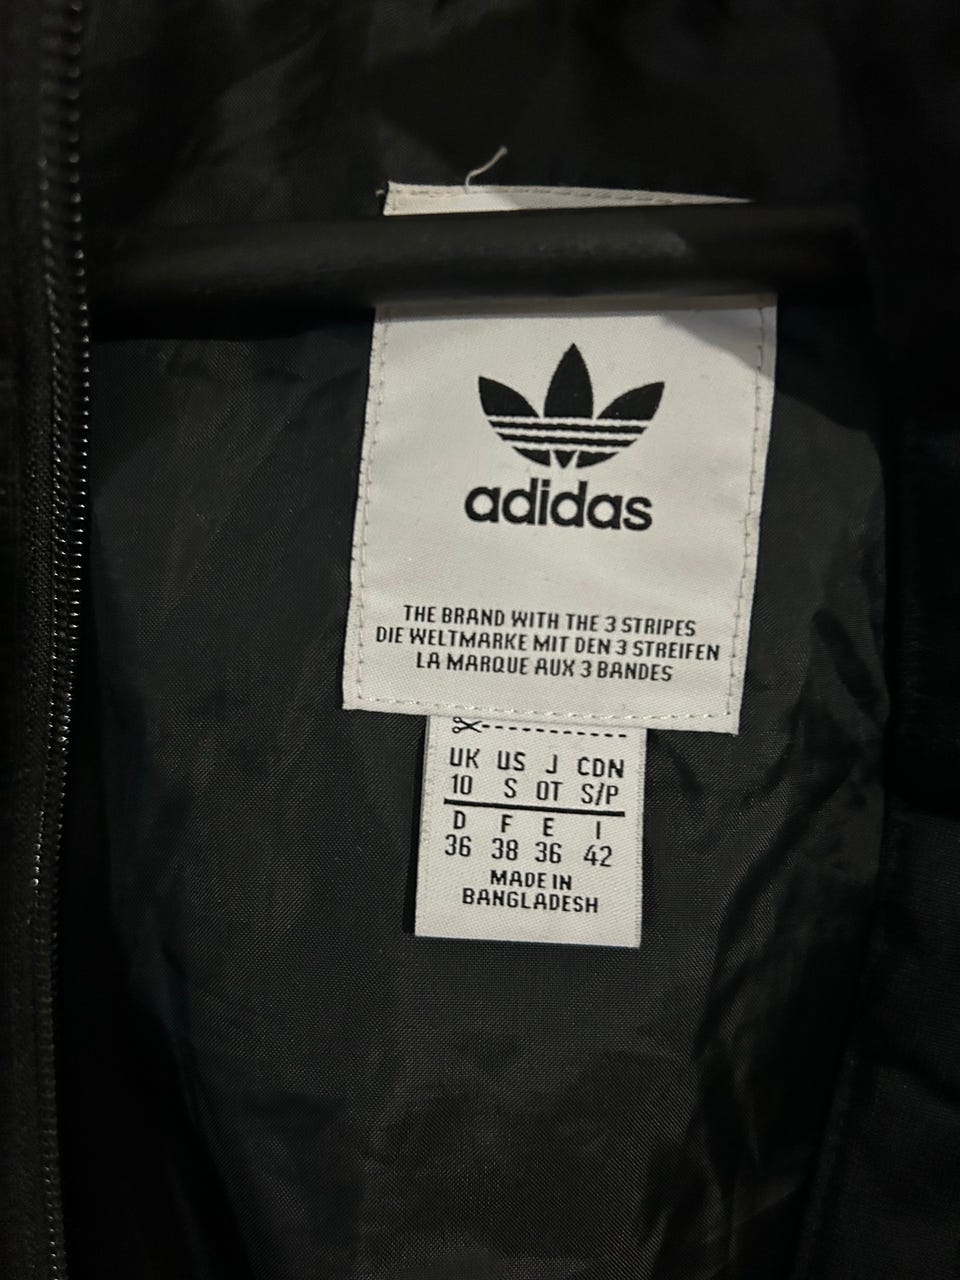 adidas
THE BRAND WITH THE 3 STRIPES
DIE WELTMARKE MIT DEN 3 STREIFEN
LA MARQUE AUX 3 BANDES
UK US J CDN
10 S OT S/P
D F E I
36 38 36 42
MADE IN
BANGLADESH